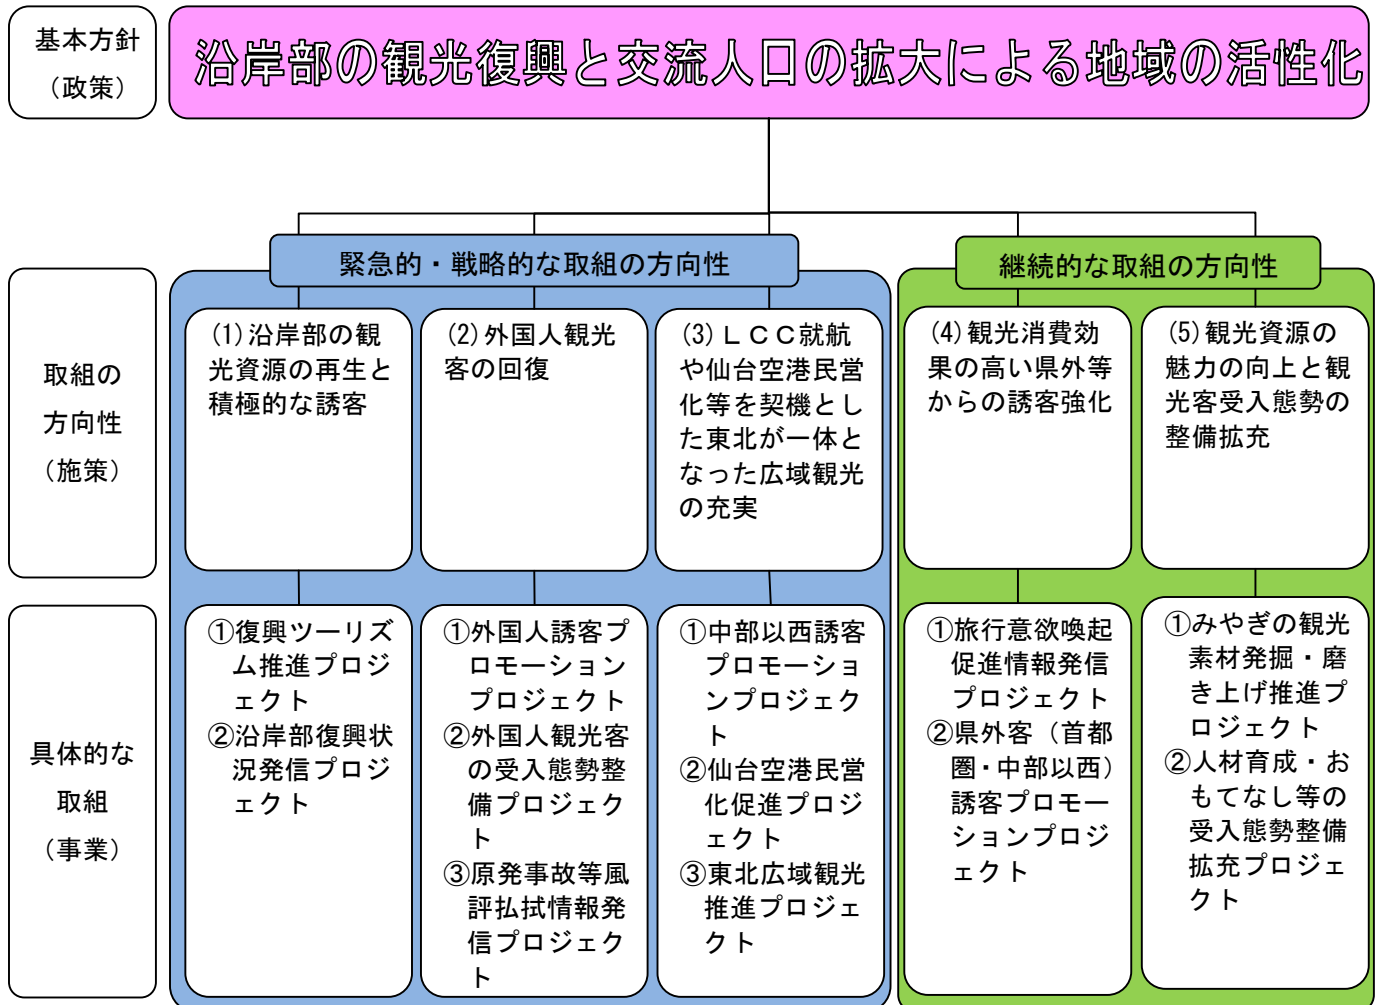 基本方針
（政策）
沿岸部の観光復興と交流人口の拡大による地域の活性化
緊急的・戦略的な取組の方向性
継続的な取組の方向性
取組の
方向性
（施策）
(1)沿岸部の観
光資源の再生と
積極的な誘客
(2)外国人観光
客の回復
(3)ＬＣＣ就航
や仙台空港民営
化等を契機とし
た東北が一体と
なった広域観光
の充実
(4)観光消費効
果の高い県外等
からの誘客強化
(5)観光資源の
魅力の向上と観
光客受入態勢の
整備拡充
具体的な
取組
（事業）
①復興ツーリズ
ム推進プロジ
ェクト
②沿岸部復興状
況発信プロジ
ェクト
①外国人誘客プ
ロモーション
プロジェクト
②外国人観光客
の受入態勢整
備プロジェク
ト
③原発事故等風
評払拭情報発
信プロジェク
ト
①中部以西誘客
プロモーショ
ンプロジェク
ト
②仙台空港民営
化促進プロジ
ェクト
③東北広域観光
推進プロジェ
クト
①旅行意欲喚起
促進情報発信
プロジェクト
②県外客（首都
圏・中部以西）
誘客プロモー
ションプロジ
ェクト
①みやぎの観光
素材発掘・磨
き上げ推進プ
ロジェクト
②人材育成・お
もてなし等の
受入態勢整備
拡充プロジェ
クト